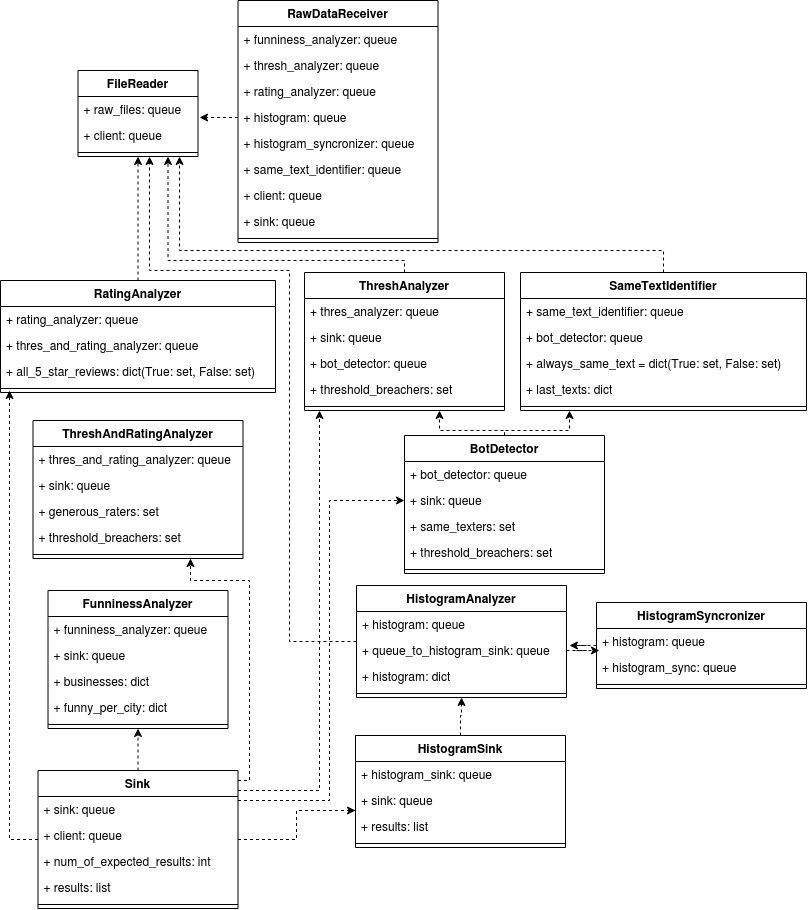 RawDataReceiver
+ funniness_analyzer: queue
+ thresh_analyzer: queue
+ rating_analyzer: queue
+ histogram: queue
+ histogram_syncronizer: queue
+ same_text_identifier: queue
+ client: queue
+ sink: queue
FileReader
+ raw_files: queue
+ client: queue
RatingAnalyzer
+ rating_analyzer: queue
+ thres_and_rating_analyzer: queue
+ all_5_star_reviews: dict(True: set, False: set)
ThreshAnalyzer
+ thres_analyzer: queue
+ sink: queue
+ bot_detector: queue
+ threshold_breachers: set
SameTextIdentifier
+ same_text_identifier: queue
+ bot_detector: queue
+ always_same_text = dict(True: set, False: set)
+ last_texts: dict
ThreshAndRatingAnalyzer
+ thres_and_rating_analyzer: queue
+ sink: queue
+ generous_raters: set
+ threshold_breachers: set
BotDetector
+ bot_detector: queue
+ sink: queue
+ same_texters: set
+ threshold_breachers: set
FunninessAnalyzer
+ funniness_analyzer: queue
+ sink: queue
+ businesses: dict
+ funny_per_city: dict
HistogramAnalyzer
+ histogram: queue
+ queue_to_histogram_sink: queue
+ histogram: dict
HistogramSyncronizer
+ histogram: queue
+ histogram_sync: queue
HistogramSink
+ histogram_sink: queue
+ sink: queue
+ results: list
Sink
+ sink: queue
+ client: queue
+ num_of_expected_results: int
+ results: list